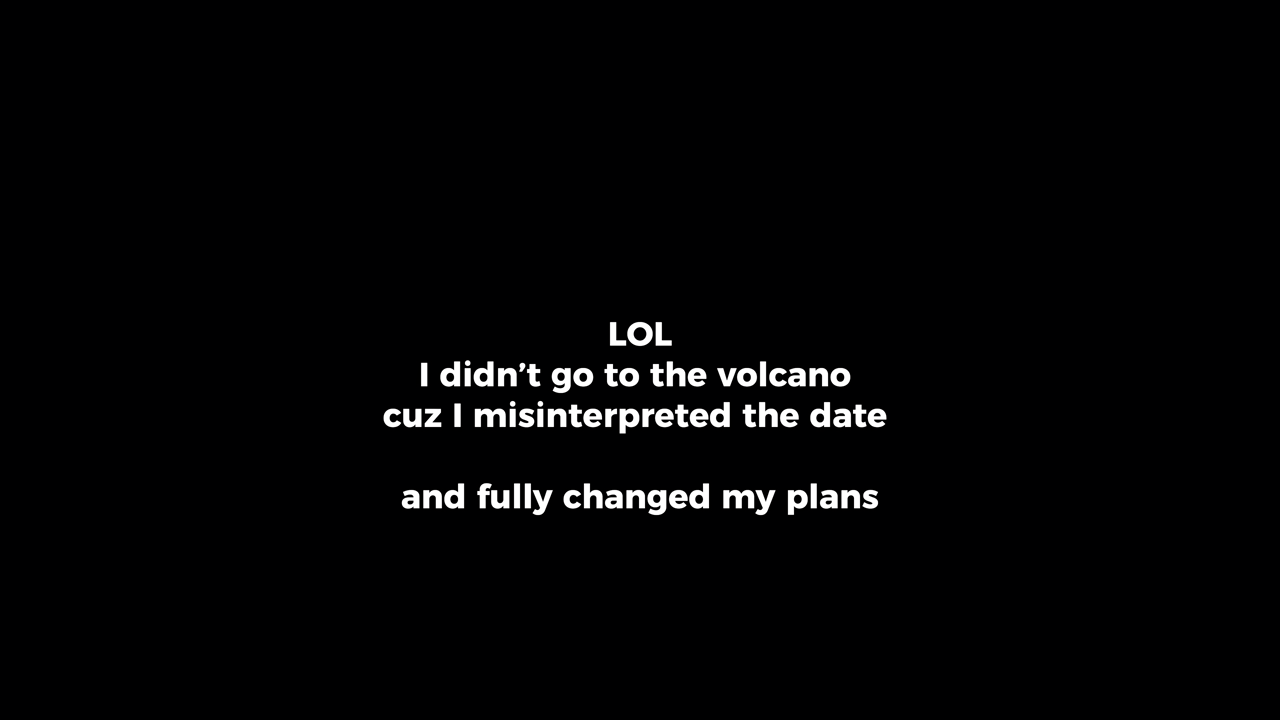 LOL
I didn’t go to the volcano
cuz I misinterpreted the date
and fully changed my plans